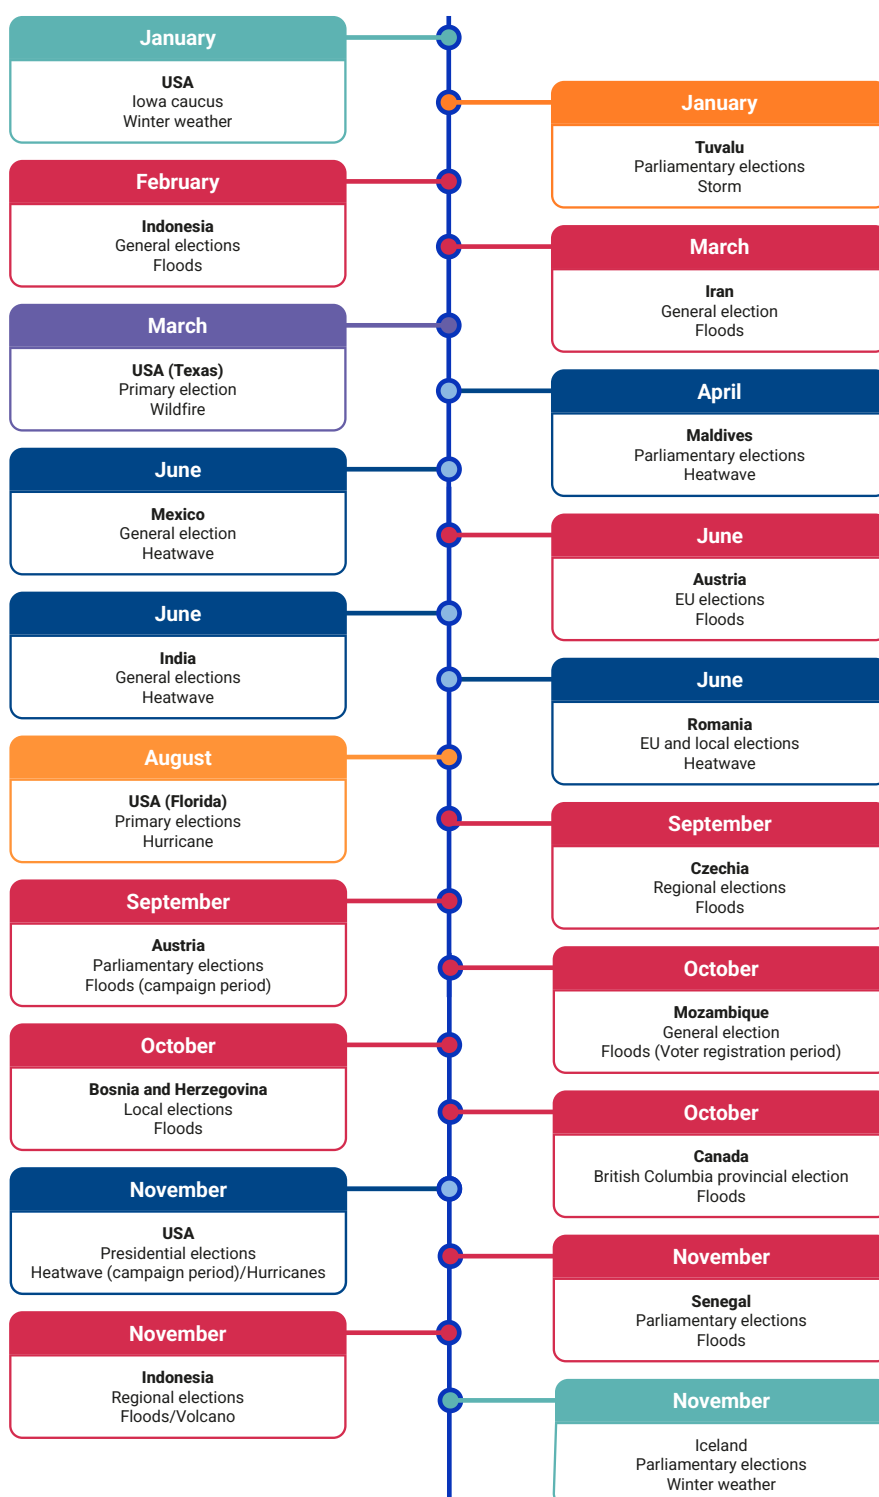 January
USA
Iowa caucus
Winter weather
January
Tuvalu
Parliamentary elections
Storm
February
Indonesia
General elections
Floods
March
Iran
General election
Floods
March
USA (Texas)
Primary election
Wildfire
April
Maldives
Parliamentary elections
Heatwave
June
Mexico
General election
Heatwave
June
Austria
EU elections
Floods
June
India
General elections
Heatwave
June
Romania
EU and local elections
Heatwave
August
USA (Florida)
Primary elections
Hurricane
September
Czechia
Regional elections
Floods
September
Austria
Parliamentary elections
Floods (campaign period)
October
Mozambique
General election
Floods (Voter registration period)
October
Bosnia and Herzegovina
Local elections
Floods
October
Canada
British Columbia provincial election
Floods
November
USA
Presidential elections
Heatwave (campaign period)/Hurricanes
November
Senegal
Parliamentary elections
Floods
November
Indonesia
Regional elections
Floods/Volcano
November
Iceland
Parliamentary elections
Winter weather